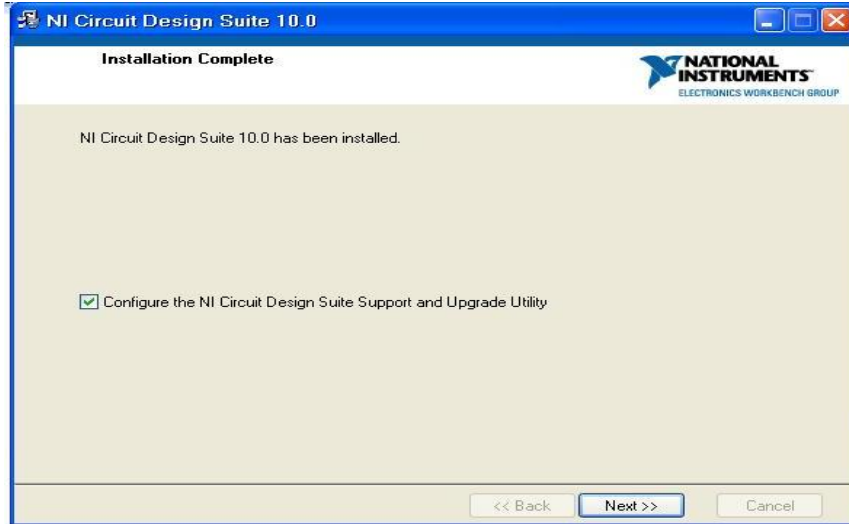 NI Circuit Design Suite 10.0
Installation Complete
NATIONAL
INSTRUMENTS
ELECTRONICS WORKBENCH GROUP
NI Circuit Design Suite 10.0 has been installed.
Configure the NI Circuit Design Suite Support and Upgrade Utility
<< Back Next >> Cancel